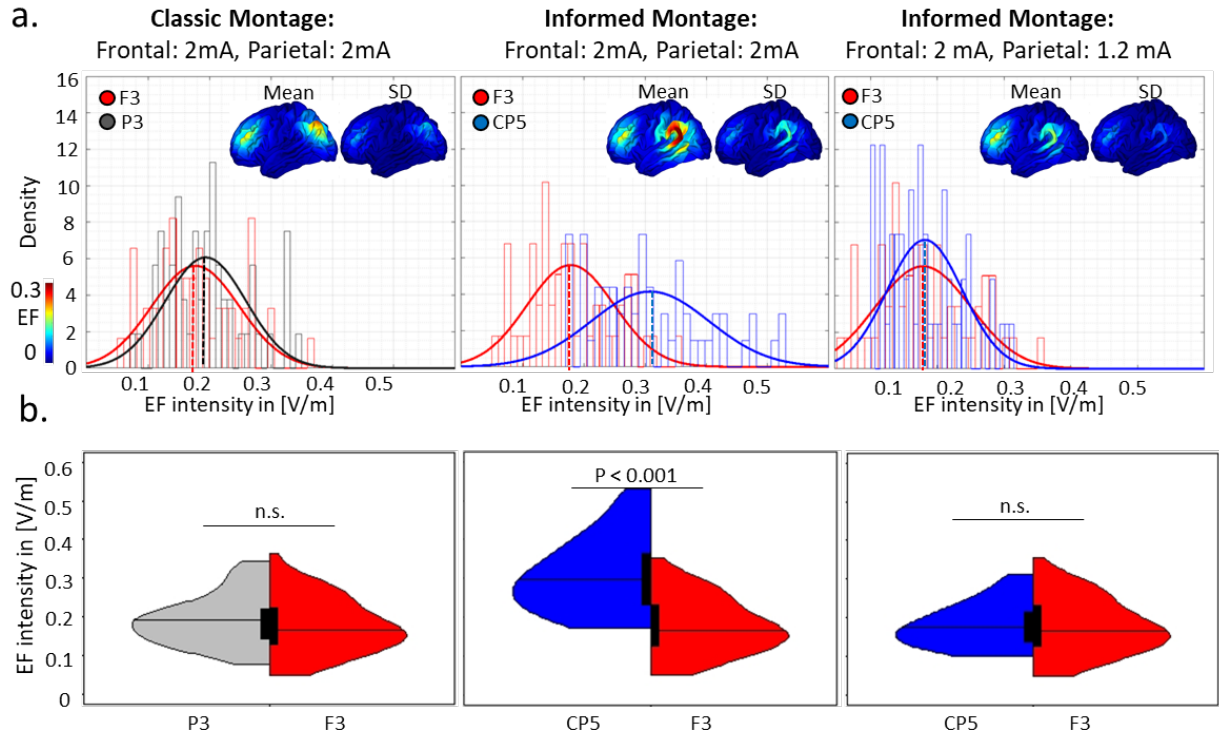 a.
Classic Montage:
Frontal: 2mA, Parietal: 2mA
Informed Montage:
Frontal: 2mA, Parietal: 2mA
Informed Montage:
Frontal: 2 mA, Parietal: 1.2 mA
Density
16
14
12
10
8
6
4
2
0
0.3
EF
0
F3
P3
Mean
SD
0.1 0.2 0.3 0.4 0.5
EF intensity in [V/m]
F3
CP5
Mean
SD
0.1 0.2 0.3 0.4 0.5
EF intensity in [V/m]
F3
CP5
Mean
SD
0.1 0.2 0.3 0.4 0.5
EF intensity in [V/m]
b.
EF intensity in [V/m]
0.6
0.5
0.4
0.3
0.2
0.1
0
n.s.
P3 F3
P < 0.001
CP5 F3
n.s.
CP5 F3